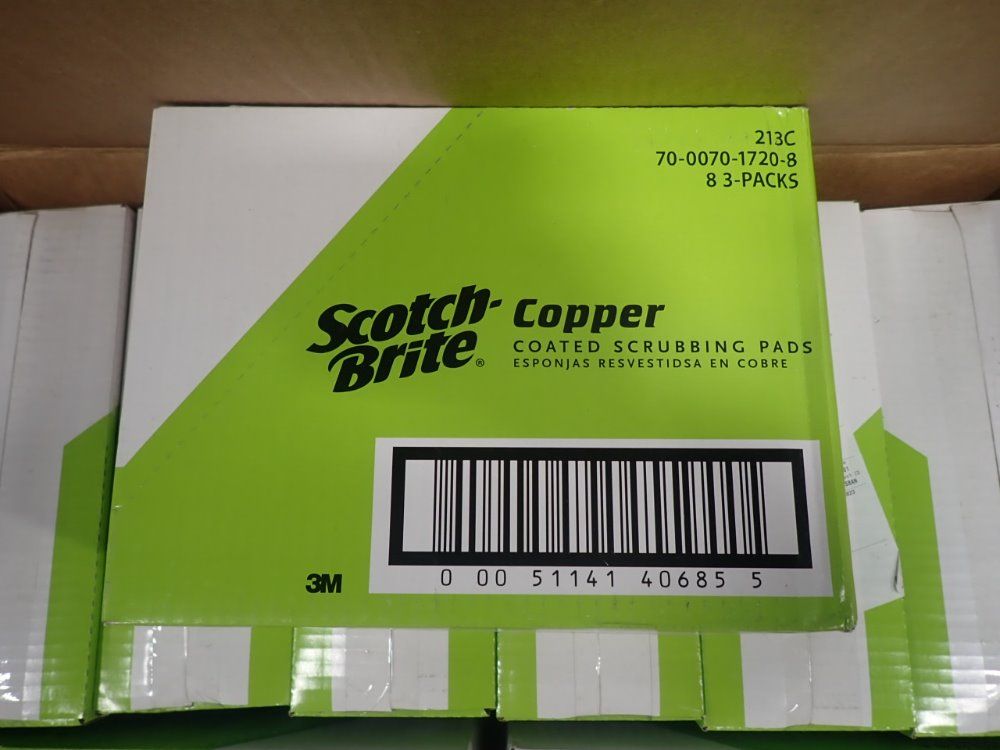 213C
70-0070-1720-8
8 3-PACKS
Scotch-
Brite®
Copper
COATED SCRUBBING PADS
ESPONJAS RESVESTIDSA EN COBRE
3M
0 00 51141 40685 5